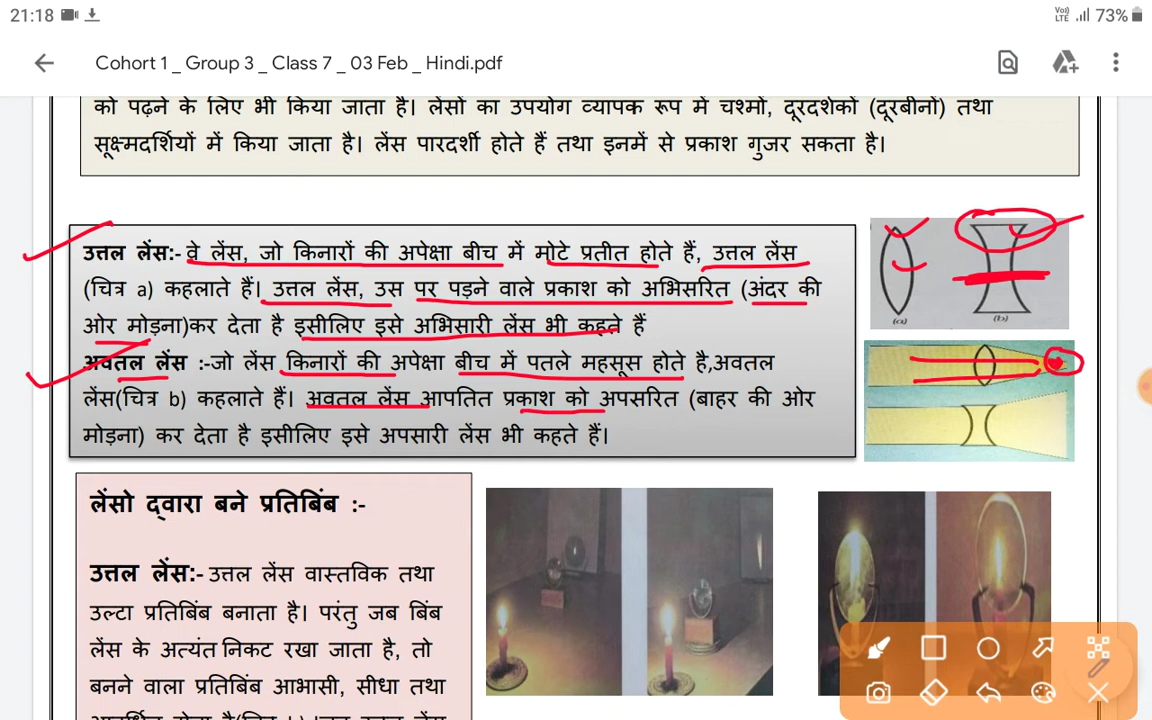 21:18
Vo)) LTE 73%
Cohort 1 _ Group 3 _ Class 7 _ 03 Feb _ Hindi.pdf
को पढ़ने के लिए भी किया जाता है। लेंसों का उपयोग व्यापक रूप में चश्मों, दूरदर्शकों (दूरबीनों) तथा
सूक्ष्मदर्शियों में किया जाता है। लेंस पारदर्शी होते हैं तथा इनमें से प्रकाश गुजर सकता है।
उत्तल लेंस:- वे लेंस, जो किनारों की अपेक्षा बीच में मोटे प्रतीत होते हैं, उत्तल लेंस
(चित्र a) कहलाते हैं। उत्तल लेंस, उस पर पड़ने वाले प्रकाश को अभिसरित (अंदर की
ओर मोड़ना)कर देता है इसीलिए इसे अभिसारी लेंस भी कहते हैं
अवतल लेंस :-जो लेंस किनारों की अपेक्षा बीच में पतले महसूस होते है,अवतल
लेंस(चित्र b) कहलाते हैं। अवतल लेंस आपतित प्रकाश को अपसरित (बाहर की ओर
मोड़ना) कर देता है इसीलिए इसे अपसारी लेंस भी कहते हैं।
(a) (b)
लेंसो द्वारा बने प्रतिबिंब :-
उत्तल लेंस:- उत्तल लेंस वास्तविक तथा
उल्टा प्रतिबिंब बनाता है। परंतु जब बिंब
लेंस के अत्यंत निकट रखा जाता है, तो
बनने वाला प्रतिबिंब आभासी, सीधा तथा